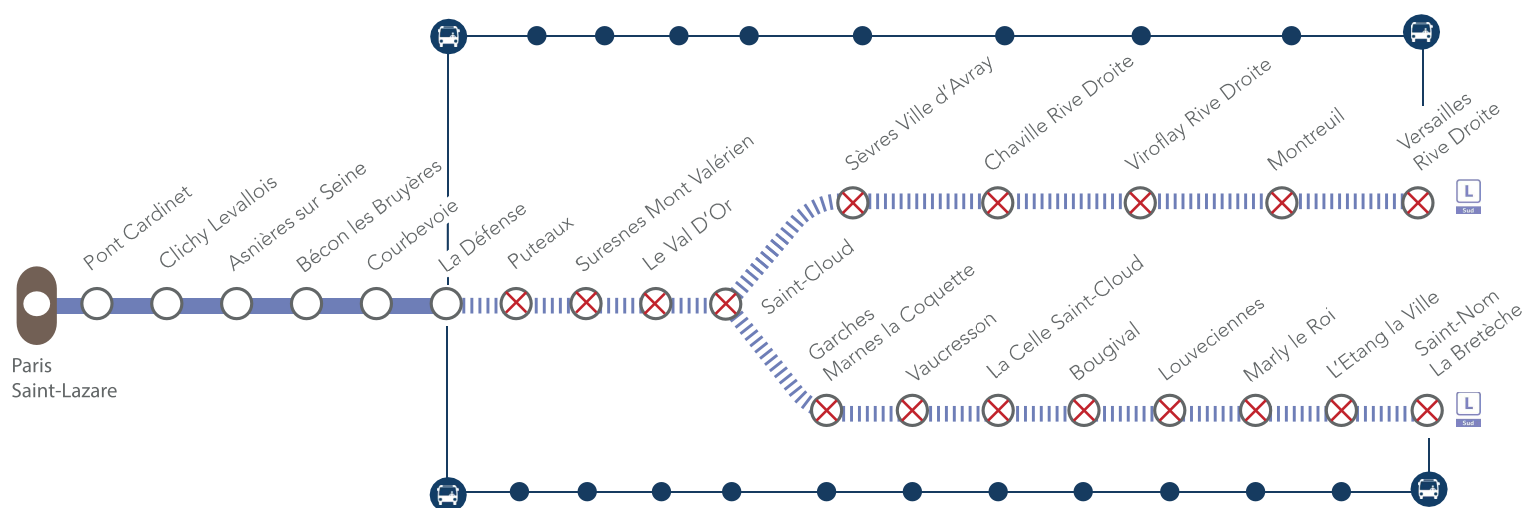 Paris
Saint-Lazare
Pont Cardinet
Clichy Levallois
Asnières sur Seine
Bécon les Bruyères
Courbevoie
La Défense
Puteaux
Suresnes Mont Valérien
Le Val D'Or
Saint-Cloud
Sèvres Ville d'Avray
Chaville Rive Droite
Viroflay Rive Droite
Montreuil
Versailles
Rive Droite
L
Sud
Garches
Marnes la Coquette
Vaucresson
La Celle Saint-Cloud
Bougival
Louveciennes
Marly le Roi
L'Etang la Ville
Saint-Nom
La Bretèche
L
Sud